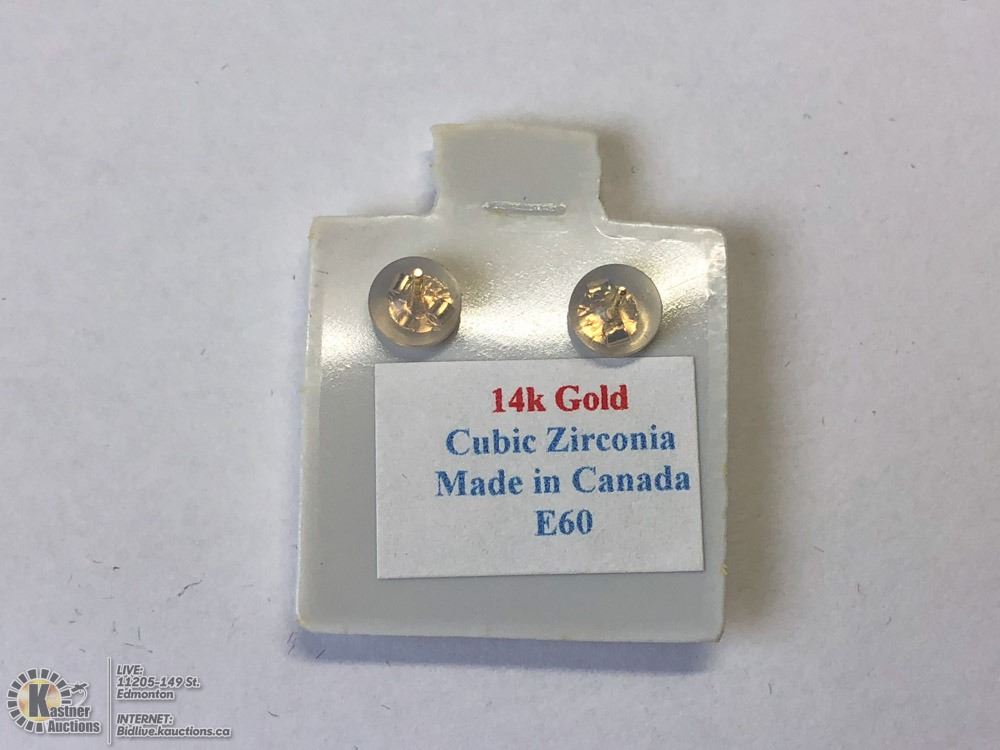 14k Gold
Cubic Zirconia
Made in Canada
E60
Kastner
Auctions
LIVE:
11205-149 St.
Edmonton
INTERNET:
Bidlive.kauctions.ca